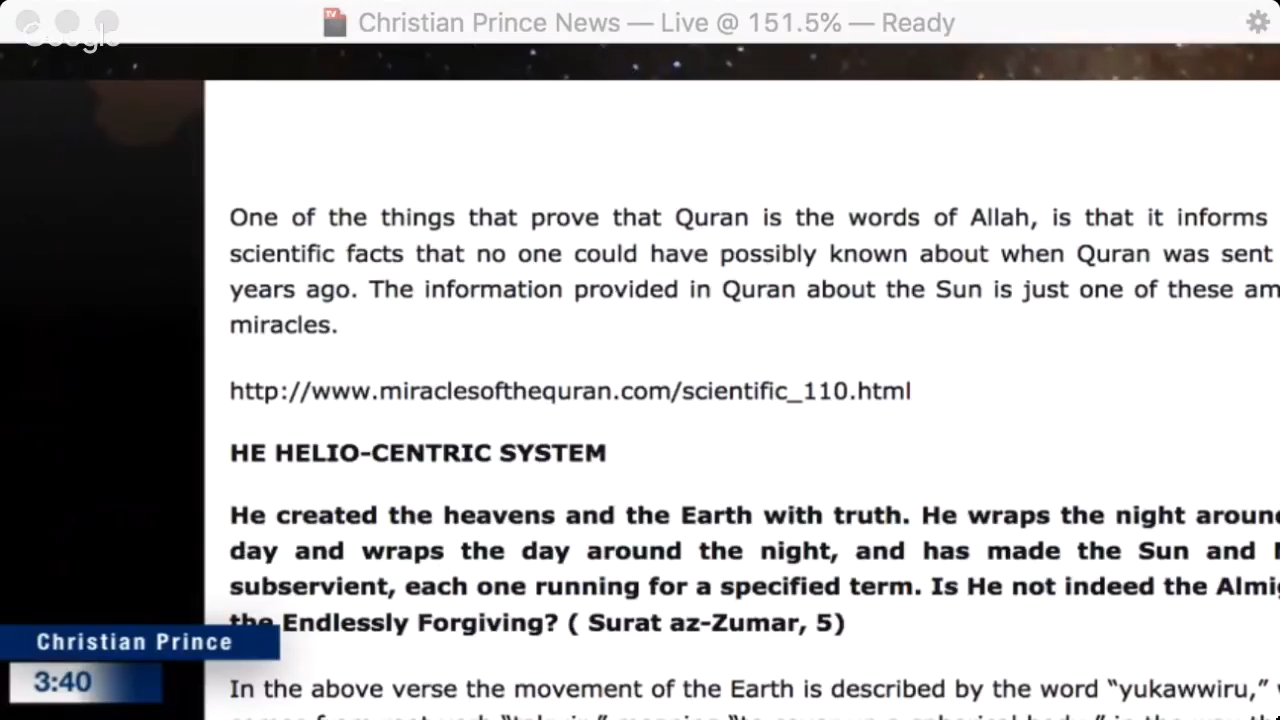 Christian Prince News — Live @ 151.5% — Ready
Google
One of the things that prove that Quran is the words of Allah, is that it informs
scientific facts that no one could have possibly known about when Quran was sent
years ago. The information provided in Quran about the Sun is just one of these am
miracles.
http://www.miraclesofthequran.com/scientific_110.html
HE HELIO-CENTRIC SYSTEM
He created the heavens and the Earth with truth. He wraps the night around
day and wraps the day around the night, and has made the Sun and
subservient, each one running for a specified term. Is He not indeed the Almig
the Endlessly Forgiving? ( Surat az-Zumar, 5)
Christian Prince
3:40
In the above verse the movement of the Earth is described by the word “yukawwiru,”